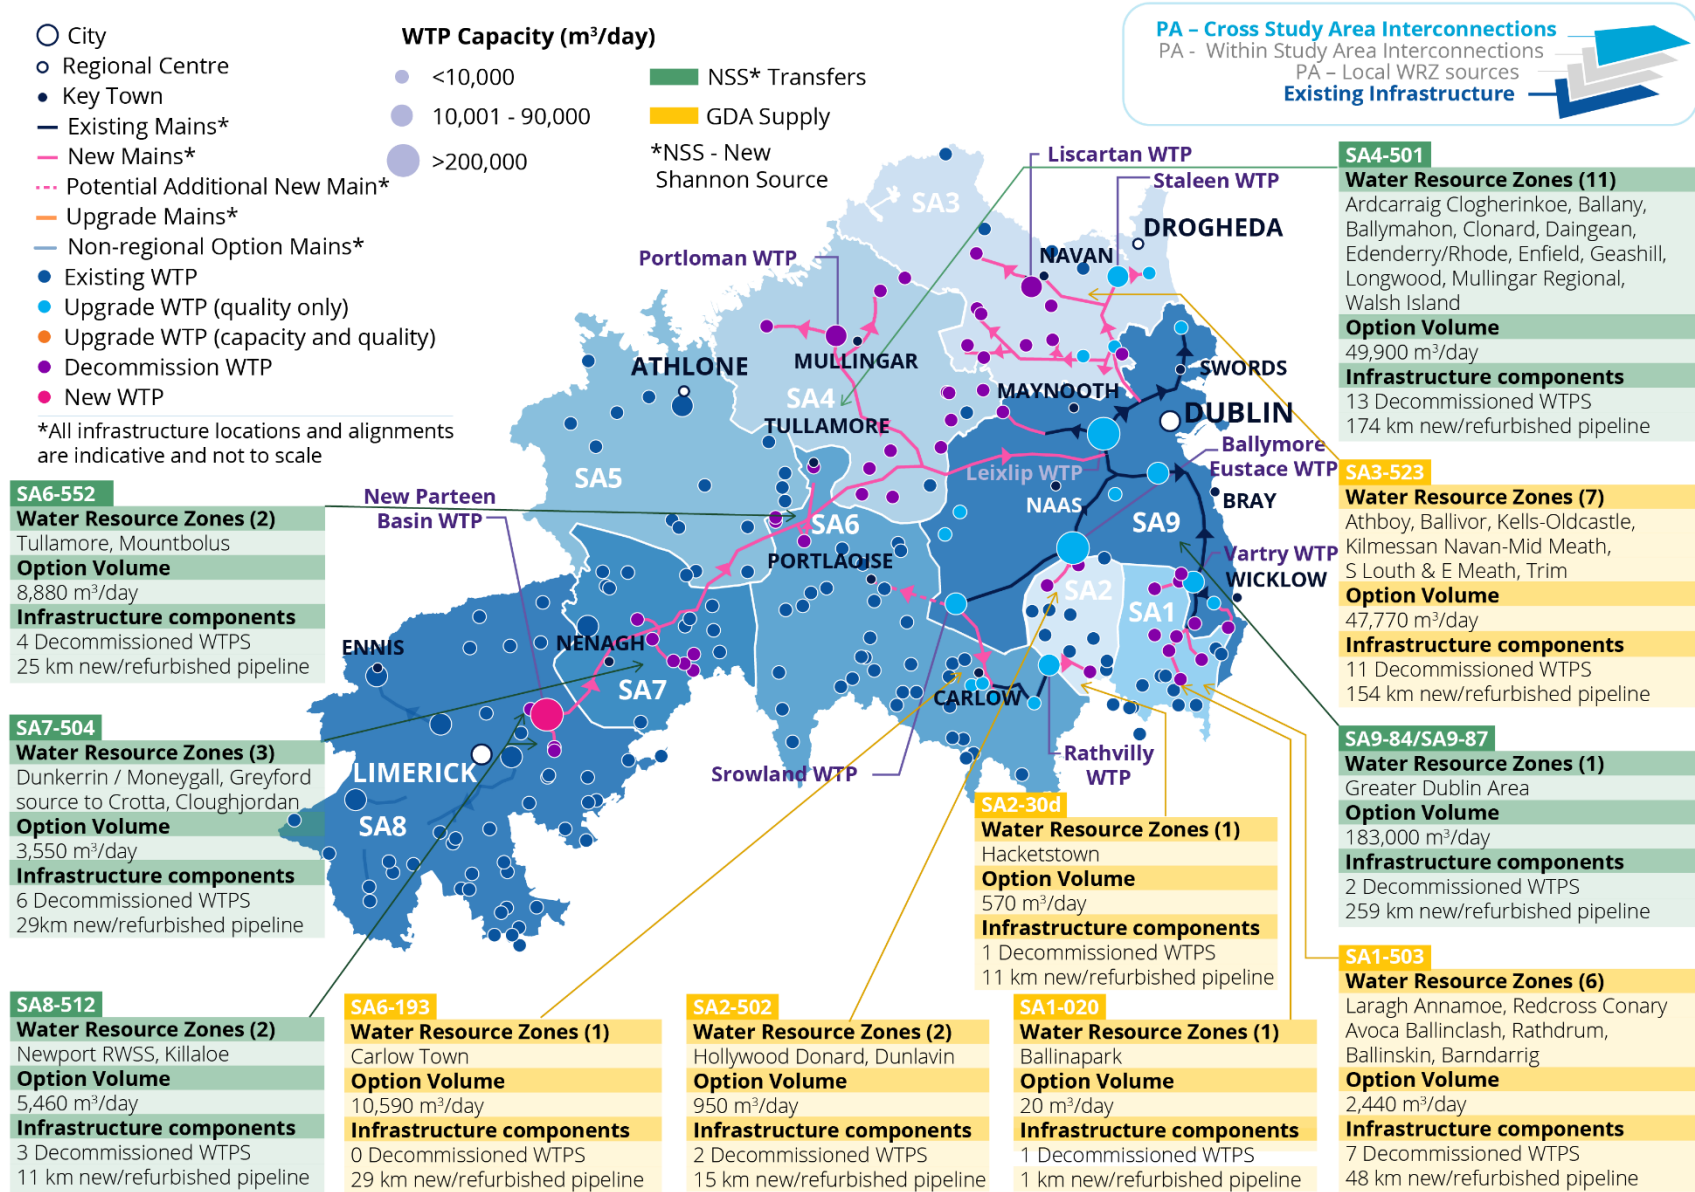 City
Regional Centre
Key Town
Existing Mains*
New Mains*
Potential Additional New Main*
Upgrade Mains*
Non-regional Option Mains*
Existing WTP
Upgrade WTP (quality only)
Upgrade WTP (capacity and quality)
Decommission WTP
New WTP
*All infrastructure locations and alignments
are indicative and not to scale
WTP Capacity (m³/day)
<10,000
10,001 - 90,000
>200,000
NSS* Transfers
GDA Supply
*NSS - New
Shannon Source
PA – Cross Study Area Interconnections
PA - Within Study Area Interconnections
PA – Local WRZ sources
Existing Infrastructure
Liscartan WTP
Staleen WTP
SA3
DROGHEDA
NAVAN
Portloman WTP
MULLINGAR
ATHLONE
SA4
TULLAMORE
MAYNOOTH
SWORDS
DUBLIN
Ballymore
Eustace WTP
Leixlip WTP
SA5
NAAS
BRAY
New Parteen
Basin WTP
SA6
SA9
PORTLAOISE
Vartry WTP
WICKLOW
SA2
SA1
ENNIS
NENAGH
SA7
CARLOW
LIMERICK
Srowland WTP
Rathvilly
WTP
SA8
SA4-501
Water Resource Zones (11)
Ardcarraig Clogherinkoe, Ballany,
Ballymahon, Clonard, Daingean,
Edenderry/Rhode, Enfield, Geashill,
Longwood, Mullingar Regional,
Walsh Island
Option Volume
49,900 m³/day
Infrastructure components
13 Decommissioned WTPS
174 km new/refurbished pipeline
SA3-523
Water Resource Zones (7)
Athboy, Ballivor, Kells-Oldcastle,
Kilmessan Navan-Mid Meath,
S Louth & E Meath, Trim
Option Volume
47,770 m³/day
Infrastructure components
11 Decommissioned WTPS
154 km new/refurbished pipeline
SA9-84/SA9-87
Water Resource Zones (1)
Greater Dublin Area
Option Volume
183,000 m³/day
Infrastructure components
2 Decommissioned WTPS
259 km new/refurbished pipeline
SA1-503
Water Resource Zones (6)
Laragh Annamoe, Redcross Conary
Avoca Ballinclash, Rathdrum,
Ballinskin, Barndarrig
Option Volume
2,440 m³/day
Infrastructure components
7 Decommissioned WTPS
48 km new/refurbished pipeline
SA6-552
Water Resource Zones (2)
Tullamore, Mountbolus
Option Volume
8,880 m³/day
Infrastructure components
4 Decommissioned WTPS
25 km new/refurbished pipeline
SA7-504
Water Resource Zones (3)
Dunkerrin / Moneygall, Greyford
source to Crotta, Cloughjordan
Option Volume
3,550 m³/day
Infrastructure components
6 Decommissioned WTPS
29km new/refurbished pipeline
SA8-512
Water Resource Zones (2)
Newport RWSS, Killaloe
Option Volume
5,460 m³/day
Infrastructure components
3 Decommissioned WTPS
11 km new/refurbished pipeline
SA6-193
Water Resource Zones (1)
Carlow Town
Option Volume
10,590 m³/day
Infrastructure components
0 Decommissioned WTPS
29 km new/refurbished pipeline
SA2-502
Water Resource Zones (2)
Hollywood Donard, Dunlavin
Option Volume
950 m³/day
Infrastructure components
2 Decommissioned WTPS
15 km new/refurbished pipeline
SA2-30d
Water Resource Zones (1)
Hacketstown
Option Volume
570 m³/day
Infrastructure components
1 Decommissioned WTPS
11 km new/refurbished pipeline
SA1-020
Water Resource Zones (1)
Ballinapark
Option Volume
20 m³/day
Infrastructure components
1 Decommissioned WTPS
1 km new/refurbished pipeline